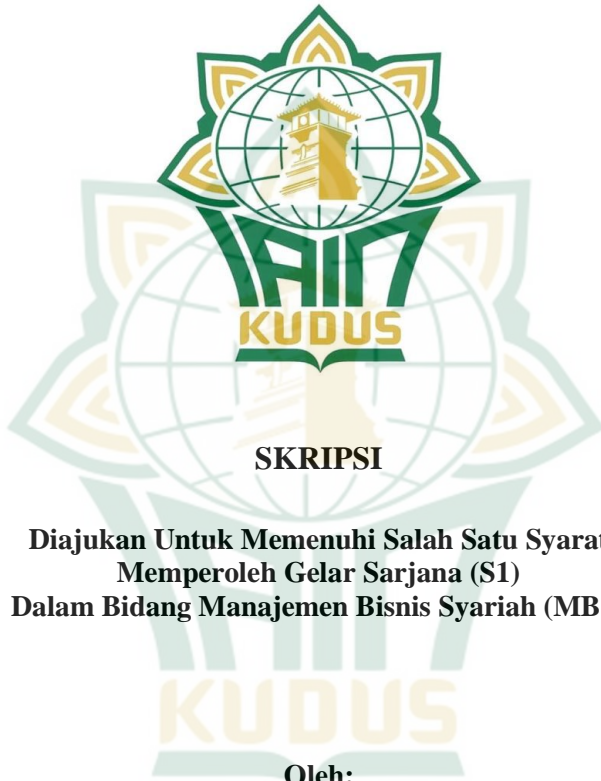 IAIN
KUDUS
SKRIPSI
Diajukan Untuk Memenuhi Salah Satu Syarat
Memperoleh Gelar Sarjana (S1)
Dalam Bidang Manajemen Bisnis Syariah (MB
KUDUS
Oleh: